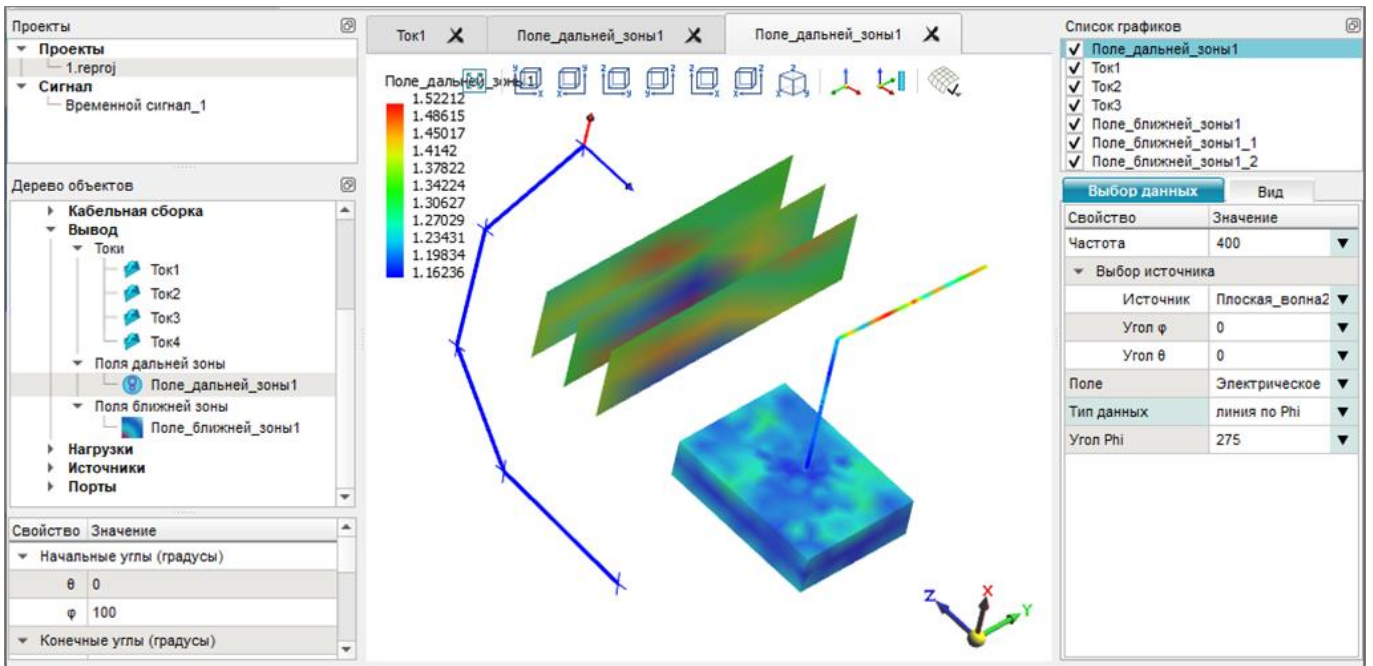 Проекты
Проекты
1.reproj
Сигнал
Временной сигнал_1
Дерево объектов
Кабельная сборка
Вывод
Токи
Ток1
Ток2
Ток3
Ток4
Поля дальней зоны
Поле_дальней_зоны1
Поля ближней зоны
Поле_ближней_зоны1
Нагрузки
Источники
Порты
Свойство Значение
Начальные углы (градусы)
θ 0
φ 100
Конечные углы (градусы)
Ток1 Поле_дальней_зоны1 Поле_дальней_зоны1
Поле_дальней_зоны1
1.52212
1.48615
1.45017
1.4142
1.37822
1.34224
1.30627
1.27029
1.23431
1.19834
1.16236
Z X Y
Список графиков
Поле_дальней_зоны1
Ток1
Ток2
Ток3
Поле_ближней_зоны1
Поле_ближней_зоны1_1
Поле_ближней_зоны1_2
Выбор данных Вид
Свойство Значение
Частота 400
Выбор источника
Источник Плоская_волна2
Угол φ 0
Угол θ 0
Поле Электрическое
Тип данных линия по Phi
Угол Phi 275